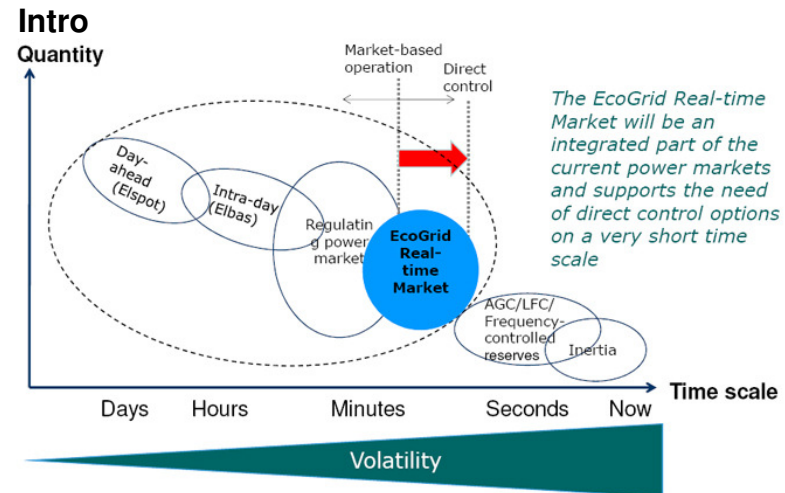 Intro
Quantity
Market-based
operation
Direct
control
The EcoGrid Real-time
Market will be an
integrated part of the
current power markets
and supports the need
of direct control options
on a very short time
scale
Day-
ahead
(Elspot)
Intra-day
(Elbas)
Regulatin
g power
market
EcoGrid
Real-
time
Market
AGC/LFC/
Frequency-
controlled
reserves
Inertia
Time scale
Days Hours Minutes Seconds Now
Volatility